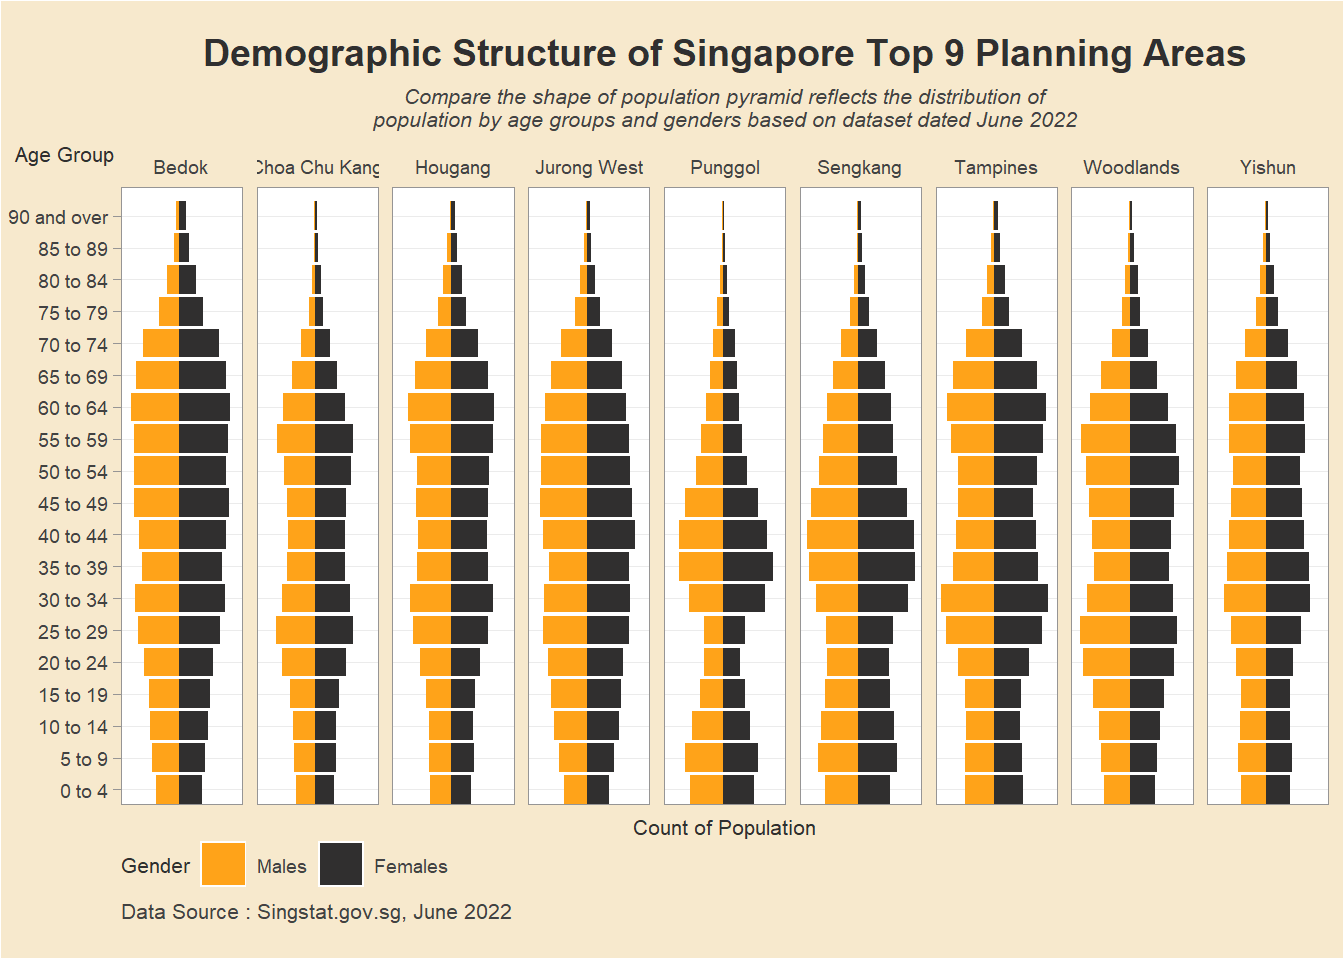 Demographic Structure of Singapore Top 9 Planning Areas
Compare the shape of population pyramid reflects the distribution of
population by age groups and genders based on dataset dated June 2022
Age Group
Bedok
Choa Chu Kang
Hougang
Jurong West
Punggol
Sengkang
Tampines
Woodlands
Yishun
90 and over
85 to 89
80 to 84
75 to 79
70 to 74
65 to 69
60 to 64
55 to 59
50 to 54
45 to 49
40 to 44
35 to 39
30 to 34
25 to 29
20 to 24
15 to 19
10 to 14
5 to 9
0 to 4
Count of Population
Gender
Males
Females
Data Source : Singstat.gov.sg, June 2022